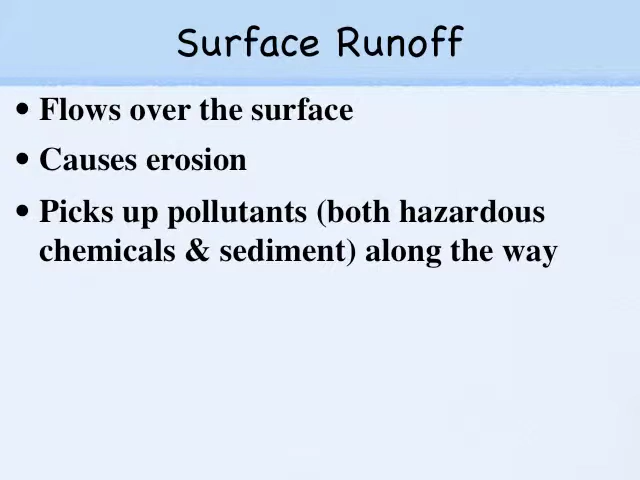 Surface Runoff
• Flows over the surface
• Causes erosion
• Picks up pollutants (both hazardous
chemicals & sediment) along the way